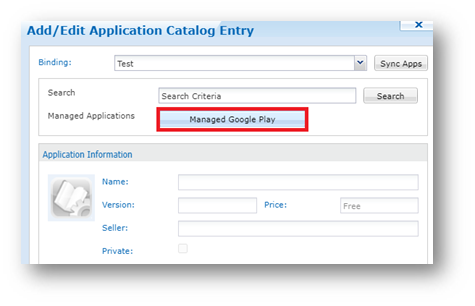 Add/Edit Application Catalog Entry
Binding: Test Sync Apps
Search Search Criteria Search
Managed Applications Managed Google Play
Application Information
Name:
Version: Price: Free
Seller:
Private: